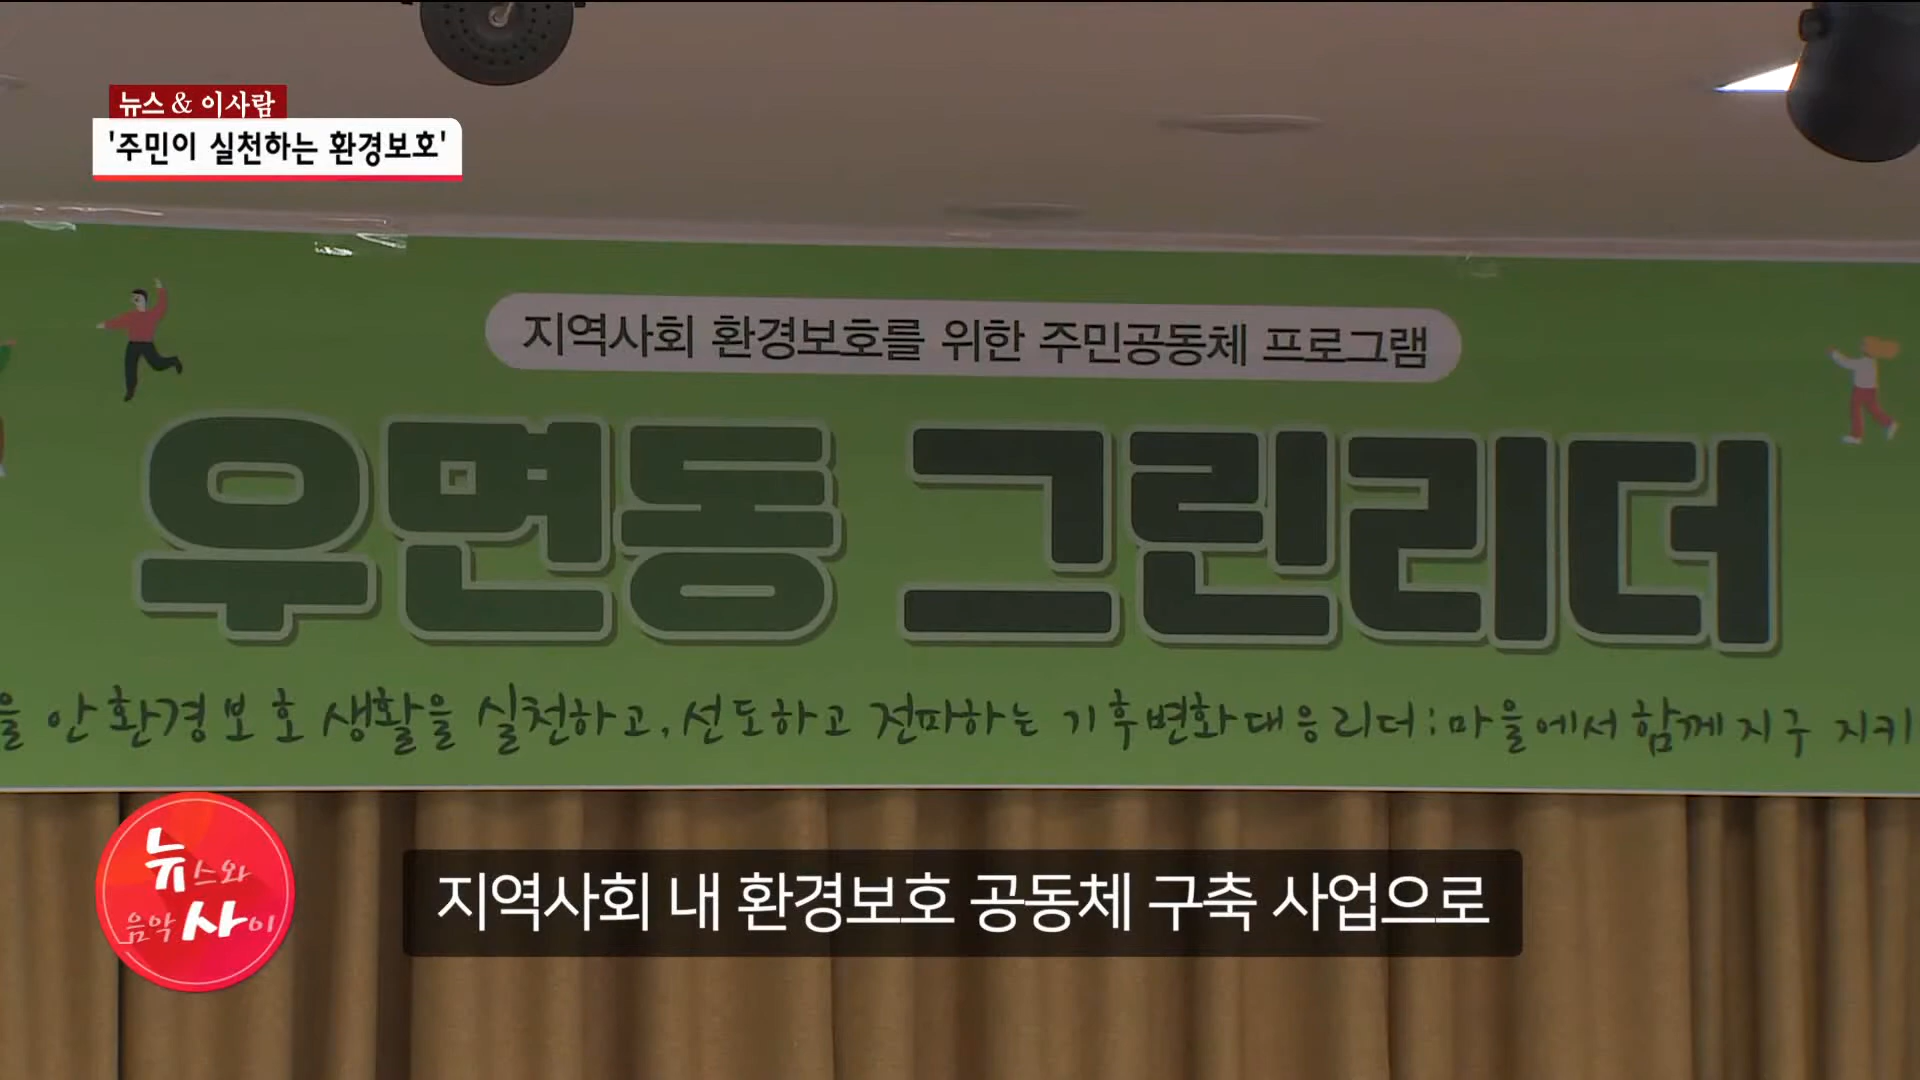 뉴스 & 이사람
'주민이 실천하는 환경보호'
지역사회 환경보호를 위한 주민공동체 프로그램
우면동 그린리더
을 안 환경보호 생활을 실천하고, 선도하고 전파하는 기후변화대응리더:마을에서 함께 지구 지키
뉴스와
음악 사이
지역사회 내 환경보호 공동체 구축 사업으로